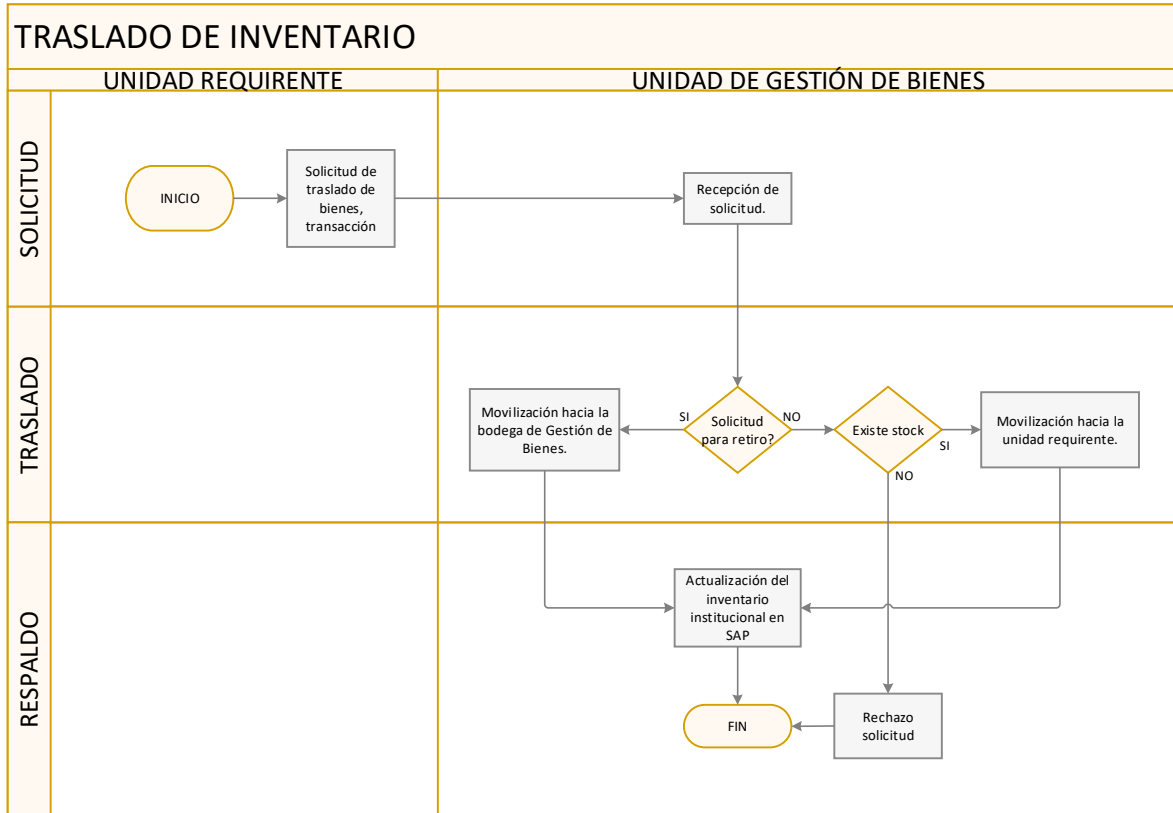 TRASLADO DE INVENTARIO
UNIDAD REQUIRENTE
UNIDAD DE GESTIÓN DE BIENES
SOLICITUD
INICIO
Solicitud de
traslado de
bienes,
transacción
Recepción de
solicitud.
TRASLADO
Movilización hacia la
bodega de Gestión de
Bienes.
SI
Solicitud
para retiro?
NO
Existe stock
SI
NO
Movilización hacia la
unidad requirente.
RESPALDO
Actualización del
inventario
institucional en
SAP
FIN
Rechazo
solicitud